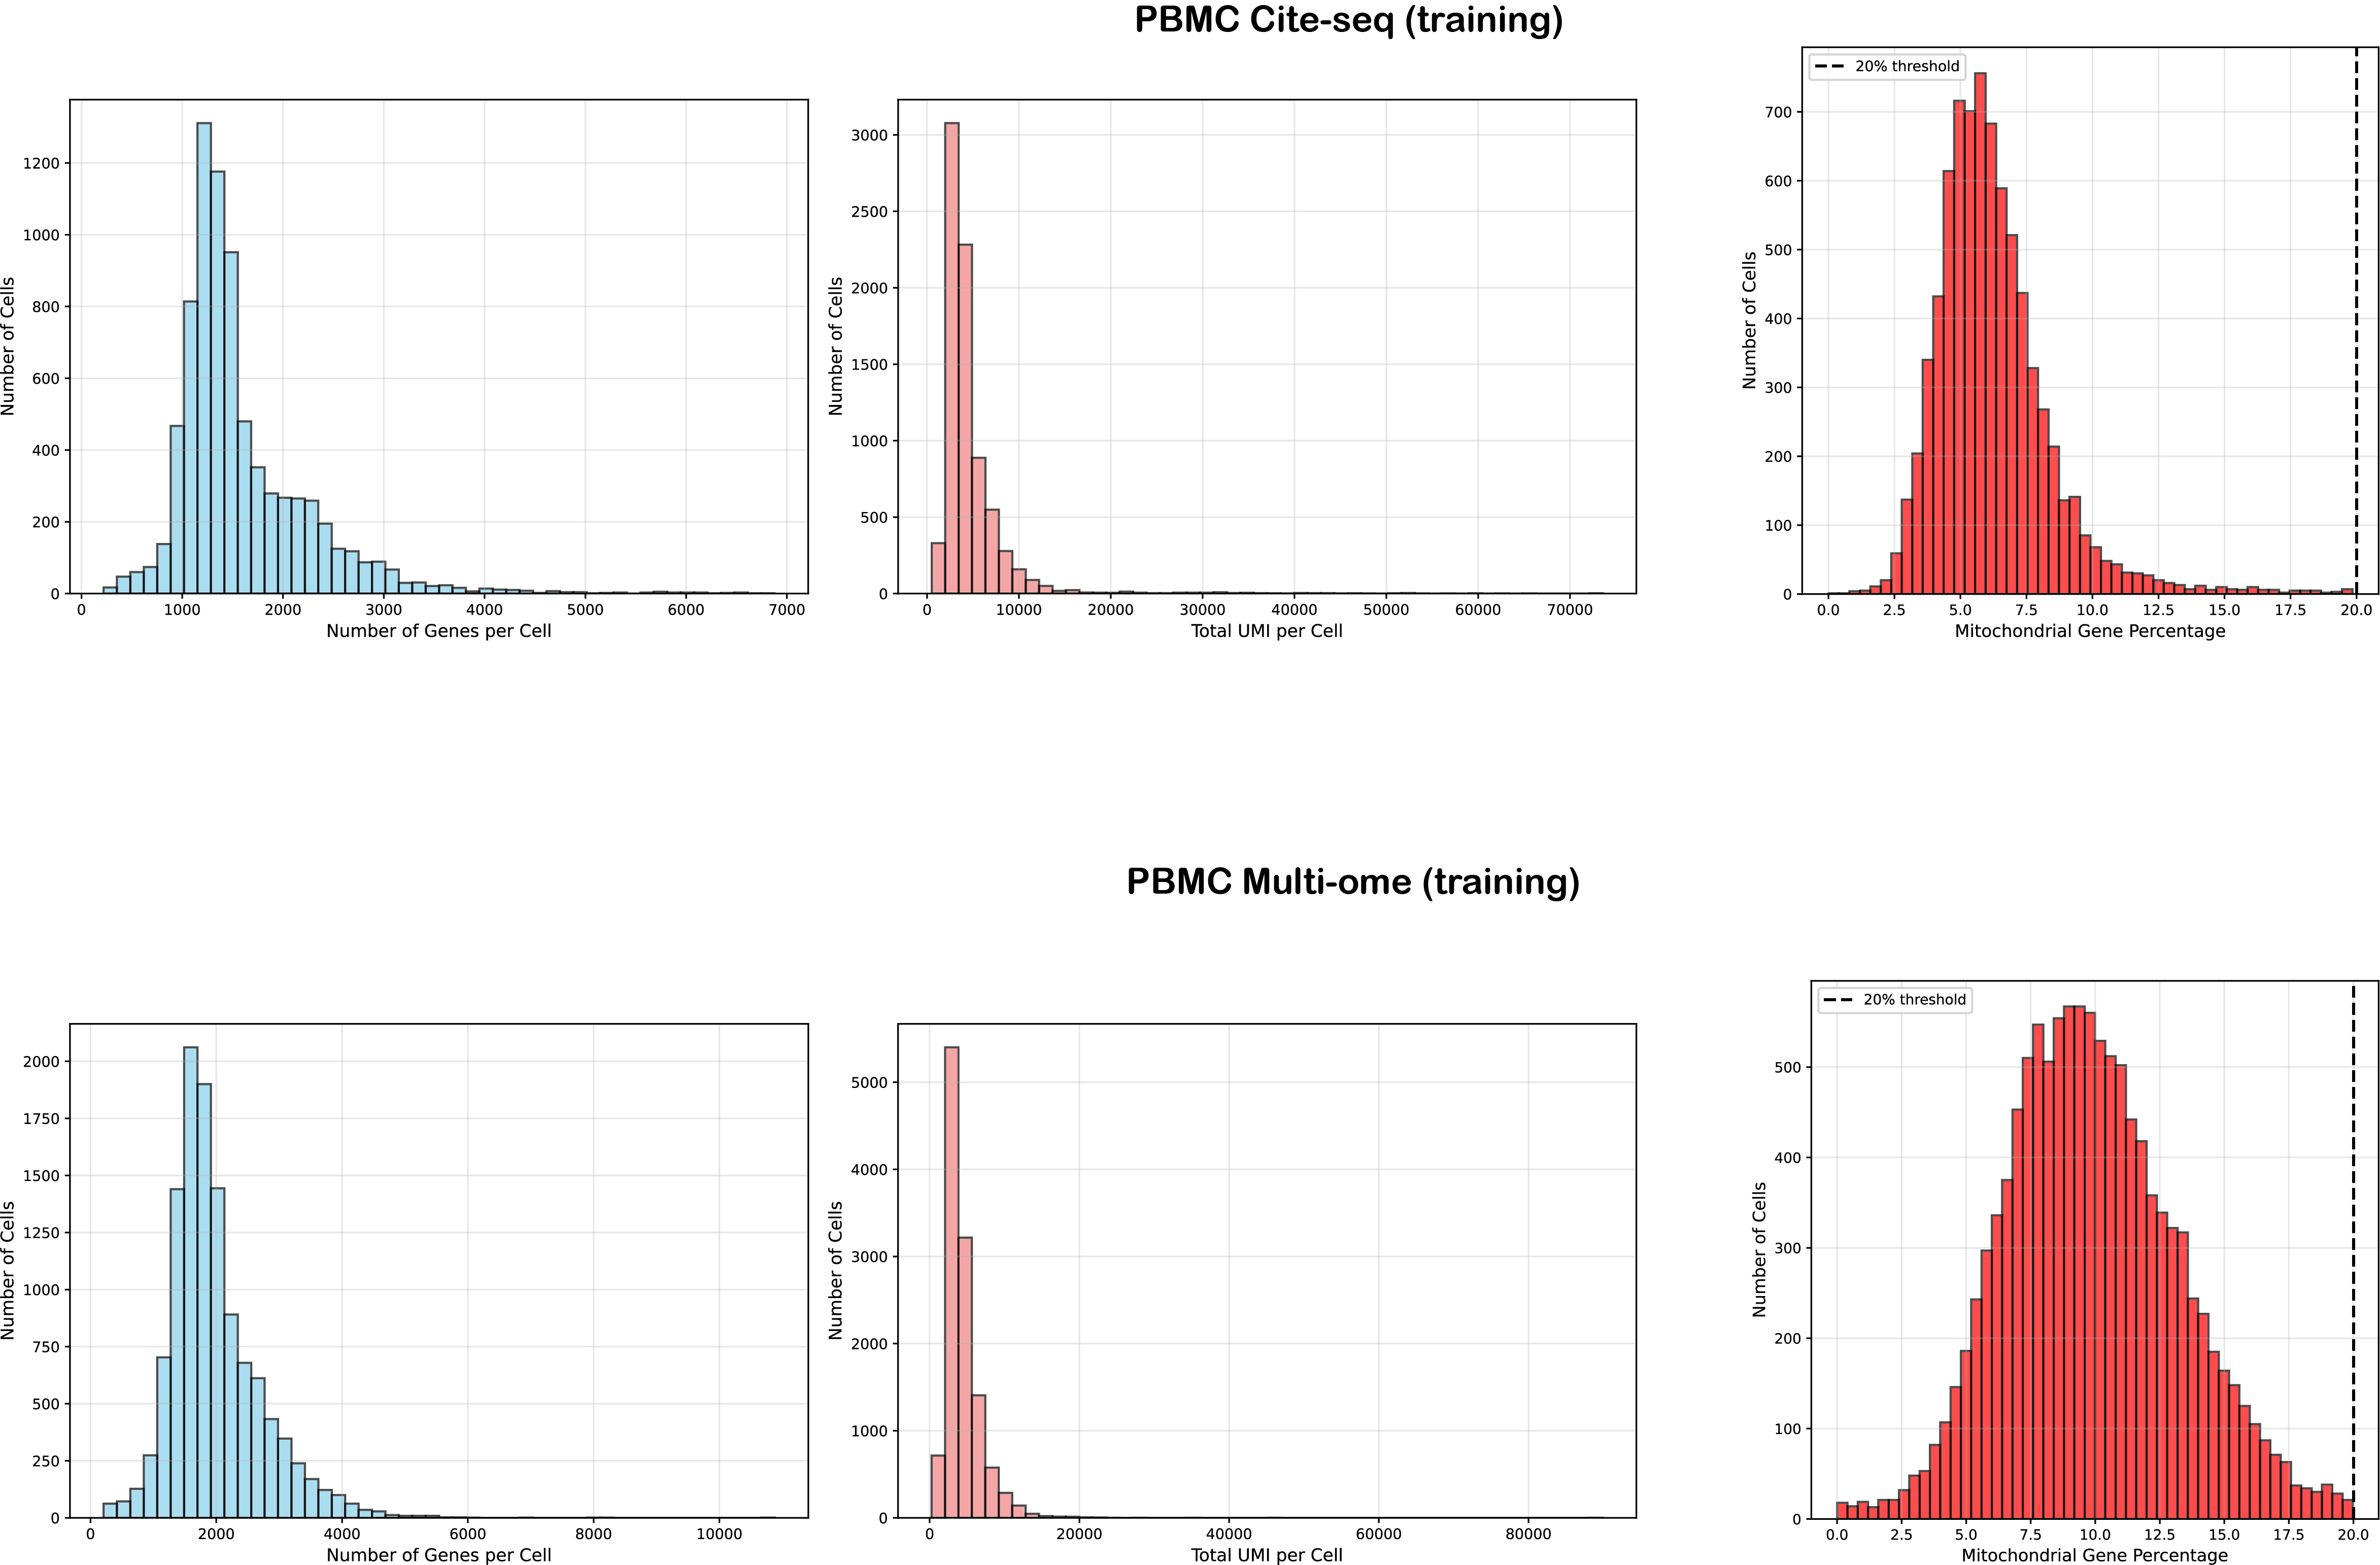 PBMC Cite-seq (training)
Number of Cells
1200
1000
800
600
400
200
0
0 1000 2000 3000 4000 5000 6000 7000
Number of Genes per Cell
Number of Cells
3000
2500
2000
1500
1000
500
0
0 10000 20000 30000 40000 50000 60000 70000
Total UMI per Cell
20% threshold
Number of Cells
700
600
500
400
300
200
100
0
0.0 2.5 5.0 7.5 10.0 12.5 15.0 17.5 20.0
Mitochondrial Gene Percentage
PBMC Multi-ome (training)
Number of Cells
2000
1750
1500
1250
1000
750
500
250
0
0 2000 4000 6000 8000 10000
Number of Genes per Cell
Number of Cells
5000
4000
3000
2000
1000
0
0 20000 40000 60000 80000
Total UMI per Cell
20% threshold
Number of Cells
500
400
300
200
100
0
0.0 2.5 5.0 7.5 10.0 12.5 15.0 17.5 20.0
Mitochondrial Gene Percentage